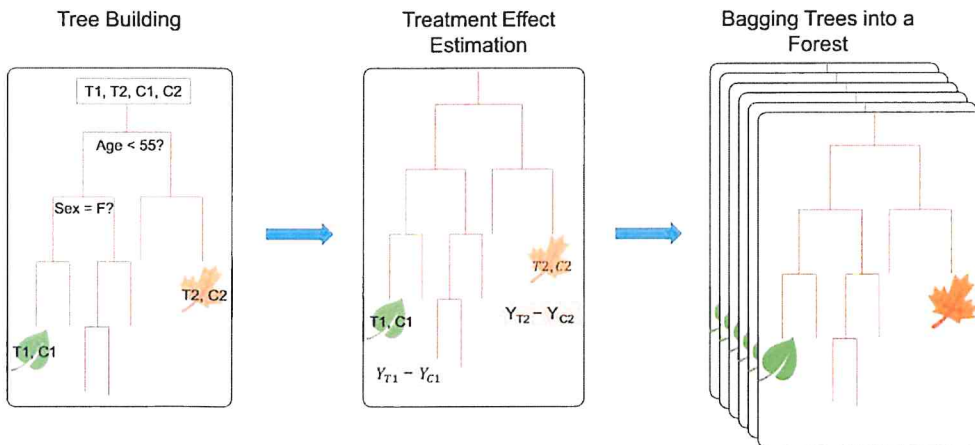 Tree Building
T1, T2, C1, C2
Age < 55?
Sex = F?
T2, C2
T1, C1
Treatment Effect
Estimation
T2, C2
T1, C1
Y_T2 − Y_C2
Y_T1 − Y_C1
Bagging Trees into a
Forest